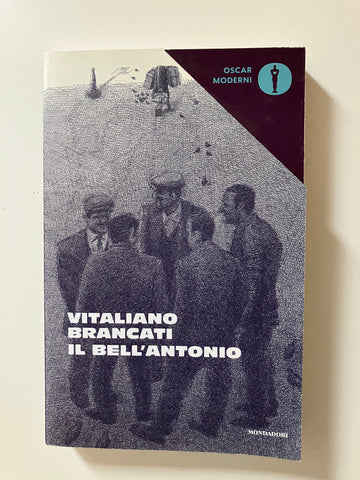 OSCAR
MODERNI
VITALIANO
BRANCATI
IL BELL'ANTONIO
MONDADORI